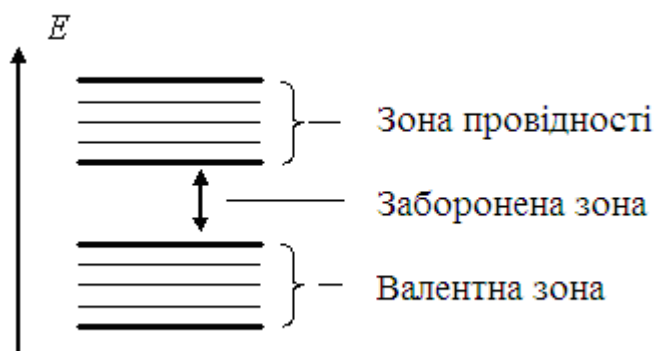 E
Зона провідності
Заборонена зона
Валентна зона